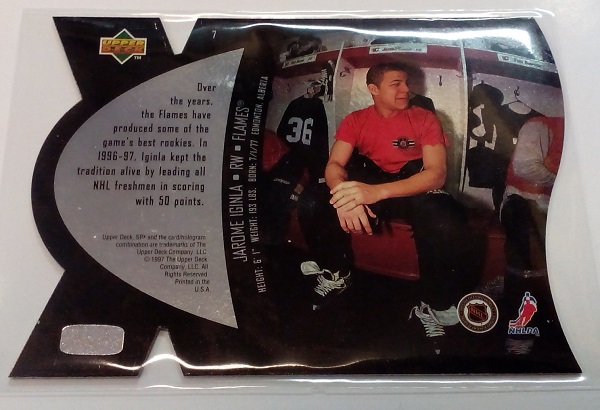 UPPER
DECK
TM
7
Over
the years,
the Flames have
produced some of the
game's best rookies. In
1996-97, Iginla kept the
tradition alive by leading all
NHL freshmen in scoring
with 50 points.
Upper Deck, SPX and the card/hologram
combination are trademarks of The
Upper Deck Company, LLC.
© 1997 The Upper Deck
Company, LLC. All
Rights Reserved.
Printed in the
U.S.A.
JAROME IGINLA ■ RW ■ FLAMES®
HEIGHT: 6' 1" WEIGHT: 193 LBS. BORN: 7/1/77 EDMONTON, ALBERTA
36
NHL
NHLPA